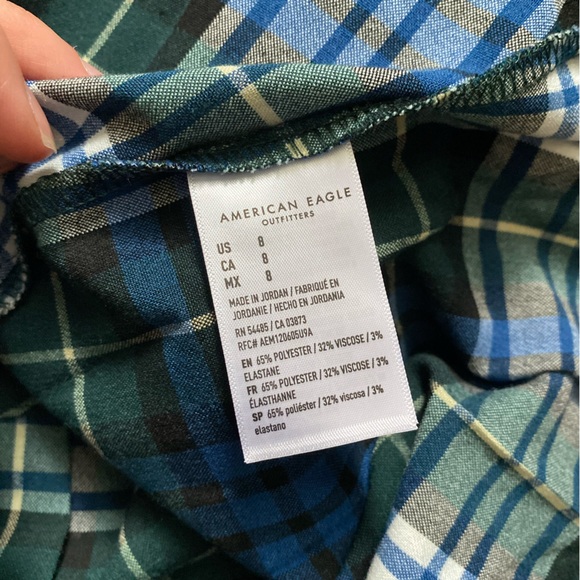 AMERICAN EAGLE
OUTFITTERS
US 8
CA 8
MX 8
MADE IN JORDAN / FABRIQUÉ EN
JORDANIE / HECHO EN JORDANIA
RN 54485 / CA 03873
RFC# AEM120605U9A
EN 65% POLYESTER / 32% VISCOSE / 3%
ELASTANE
FR 65% POLYESTER / 32% VISCOSE / 3%
ÉLASTHANNE
SP 65% poliéster / 32% viscosa / 3%
elastano